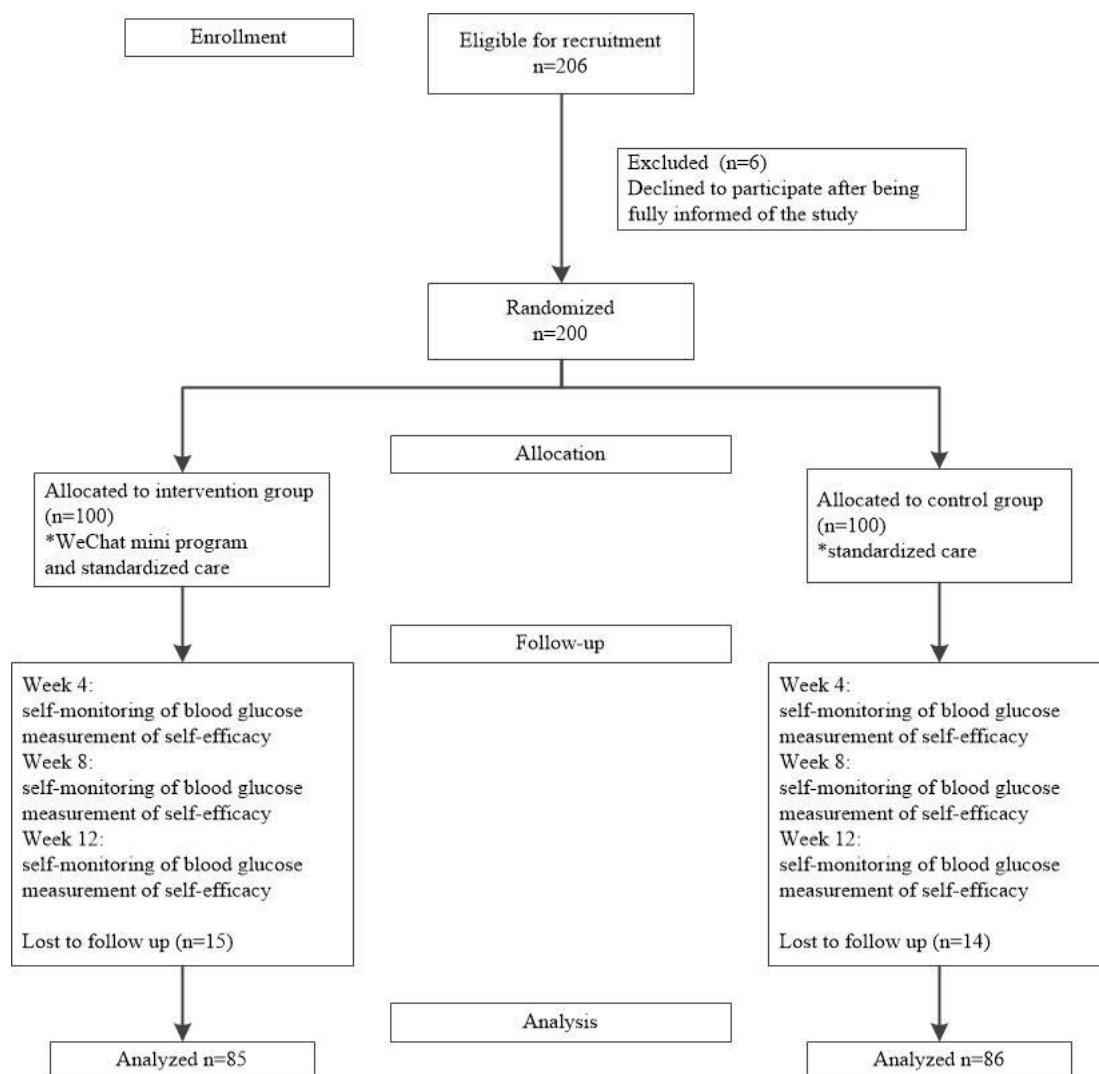 Enrollment
Eligible for recruitment
n=206
Excluded (n=6)
Declined to participate after being
fully informed of the study
Randomized
n=200
Allocation
Allocated to intervention group
(n=100)
*WeChat mini program
and standardized care
Allocated to control group
(n=100)
*standardized care
Follow-up
Week 4:
self-monitoring of blood glucose
measurement of self-efficacy
Week 8:
self-monitoring of blood glucose
measurement of self-efficacy
Week 12:
self-monitoring of blood glucose
measurement of self-efficacy
Lost to follow up (n=15)
Week 4:
self-monitoring of blood glucose
measurement of self-efficacy
Week 8:
self-monitoring of blood glucose
measurement of self-efficacy
Week 12:
self-monitoring of blood glucose
measurement of self-efficacy
Lost to follow up (n=14)
Analysis
Analyzed n=85
Analyzed n=86